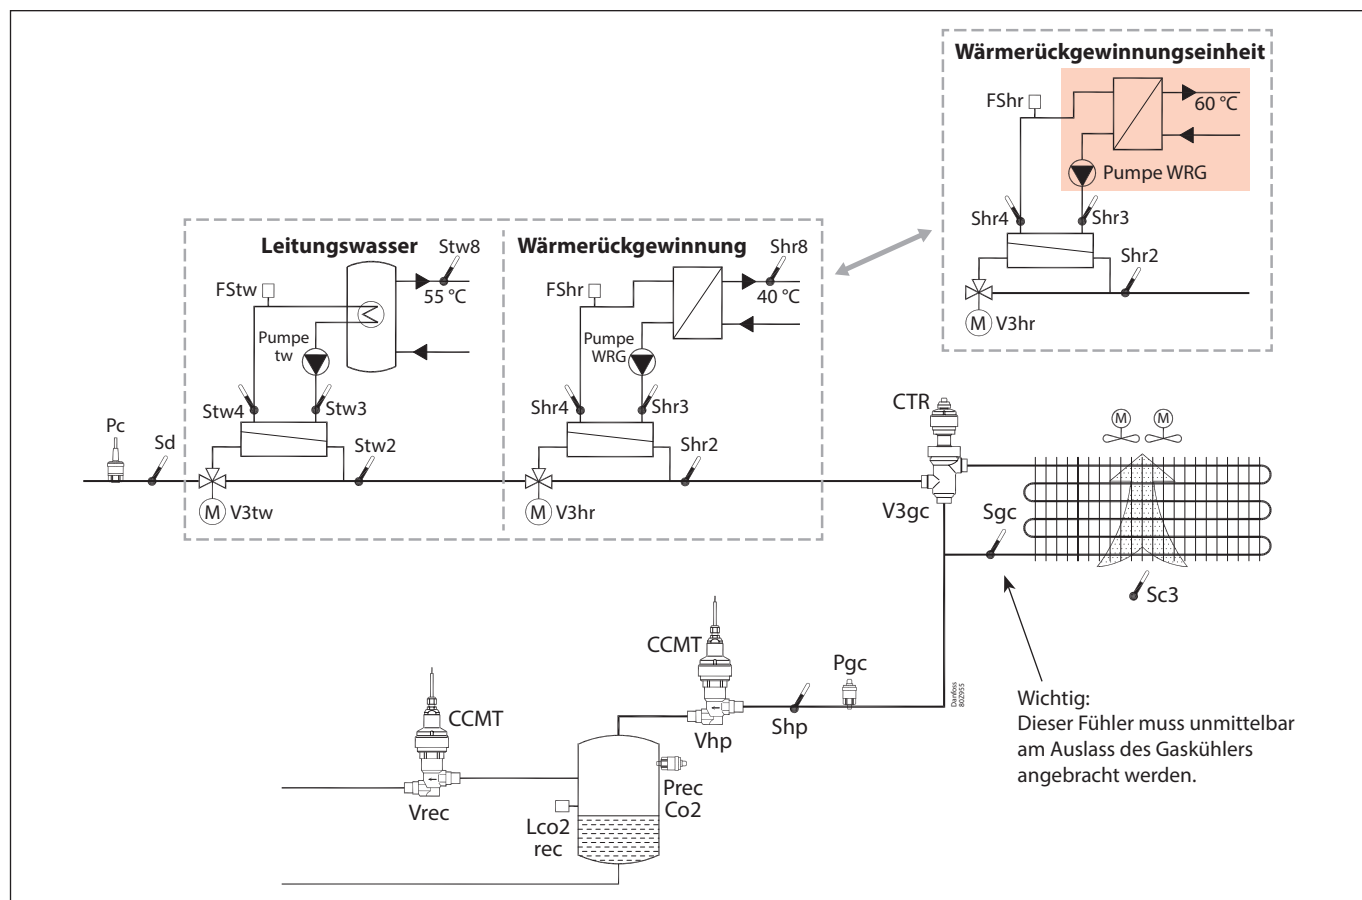 Wärmerückgewinnungseinheit
FShr
60 °C
Pumpe WRG
Shr4
Shr3
Shr2
M
V3hr
Leitungswasser
Stw8
FStw
55 °C
Pumpe
tw
Stw4
Stw3
Stw2
M
V3tw
Wärmerückgewinnung
Shr8
FShr
40 °C
Pumpe
WRG
Shr4
Shr3
Shr2
M
V3hr
Pc
Sd
CTR
V3gc
M
M
Sgc
Sc3
CCMT
Vhp
Shp
Pgc
Danfoss
80Z955
Wichtig:
Dieser Fühler muss unmittelbar
am Auslass des Gaskühlers
angebracht werden.
CCMT
Vrec
Prec
Co2
Lco2
rec